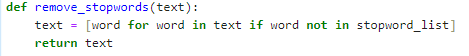 def remove_stopwords(text):
    text = [word for word in text if word not in stopword_list]
    return text